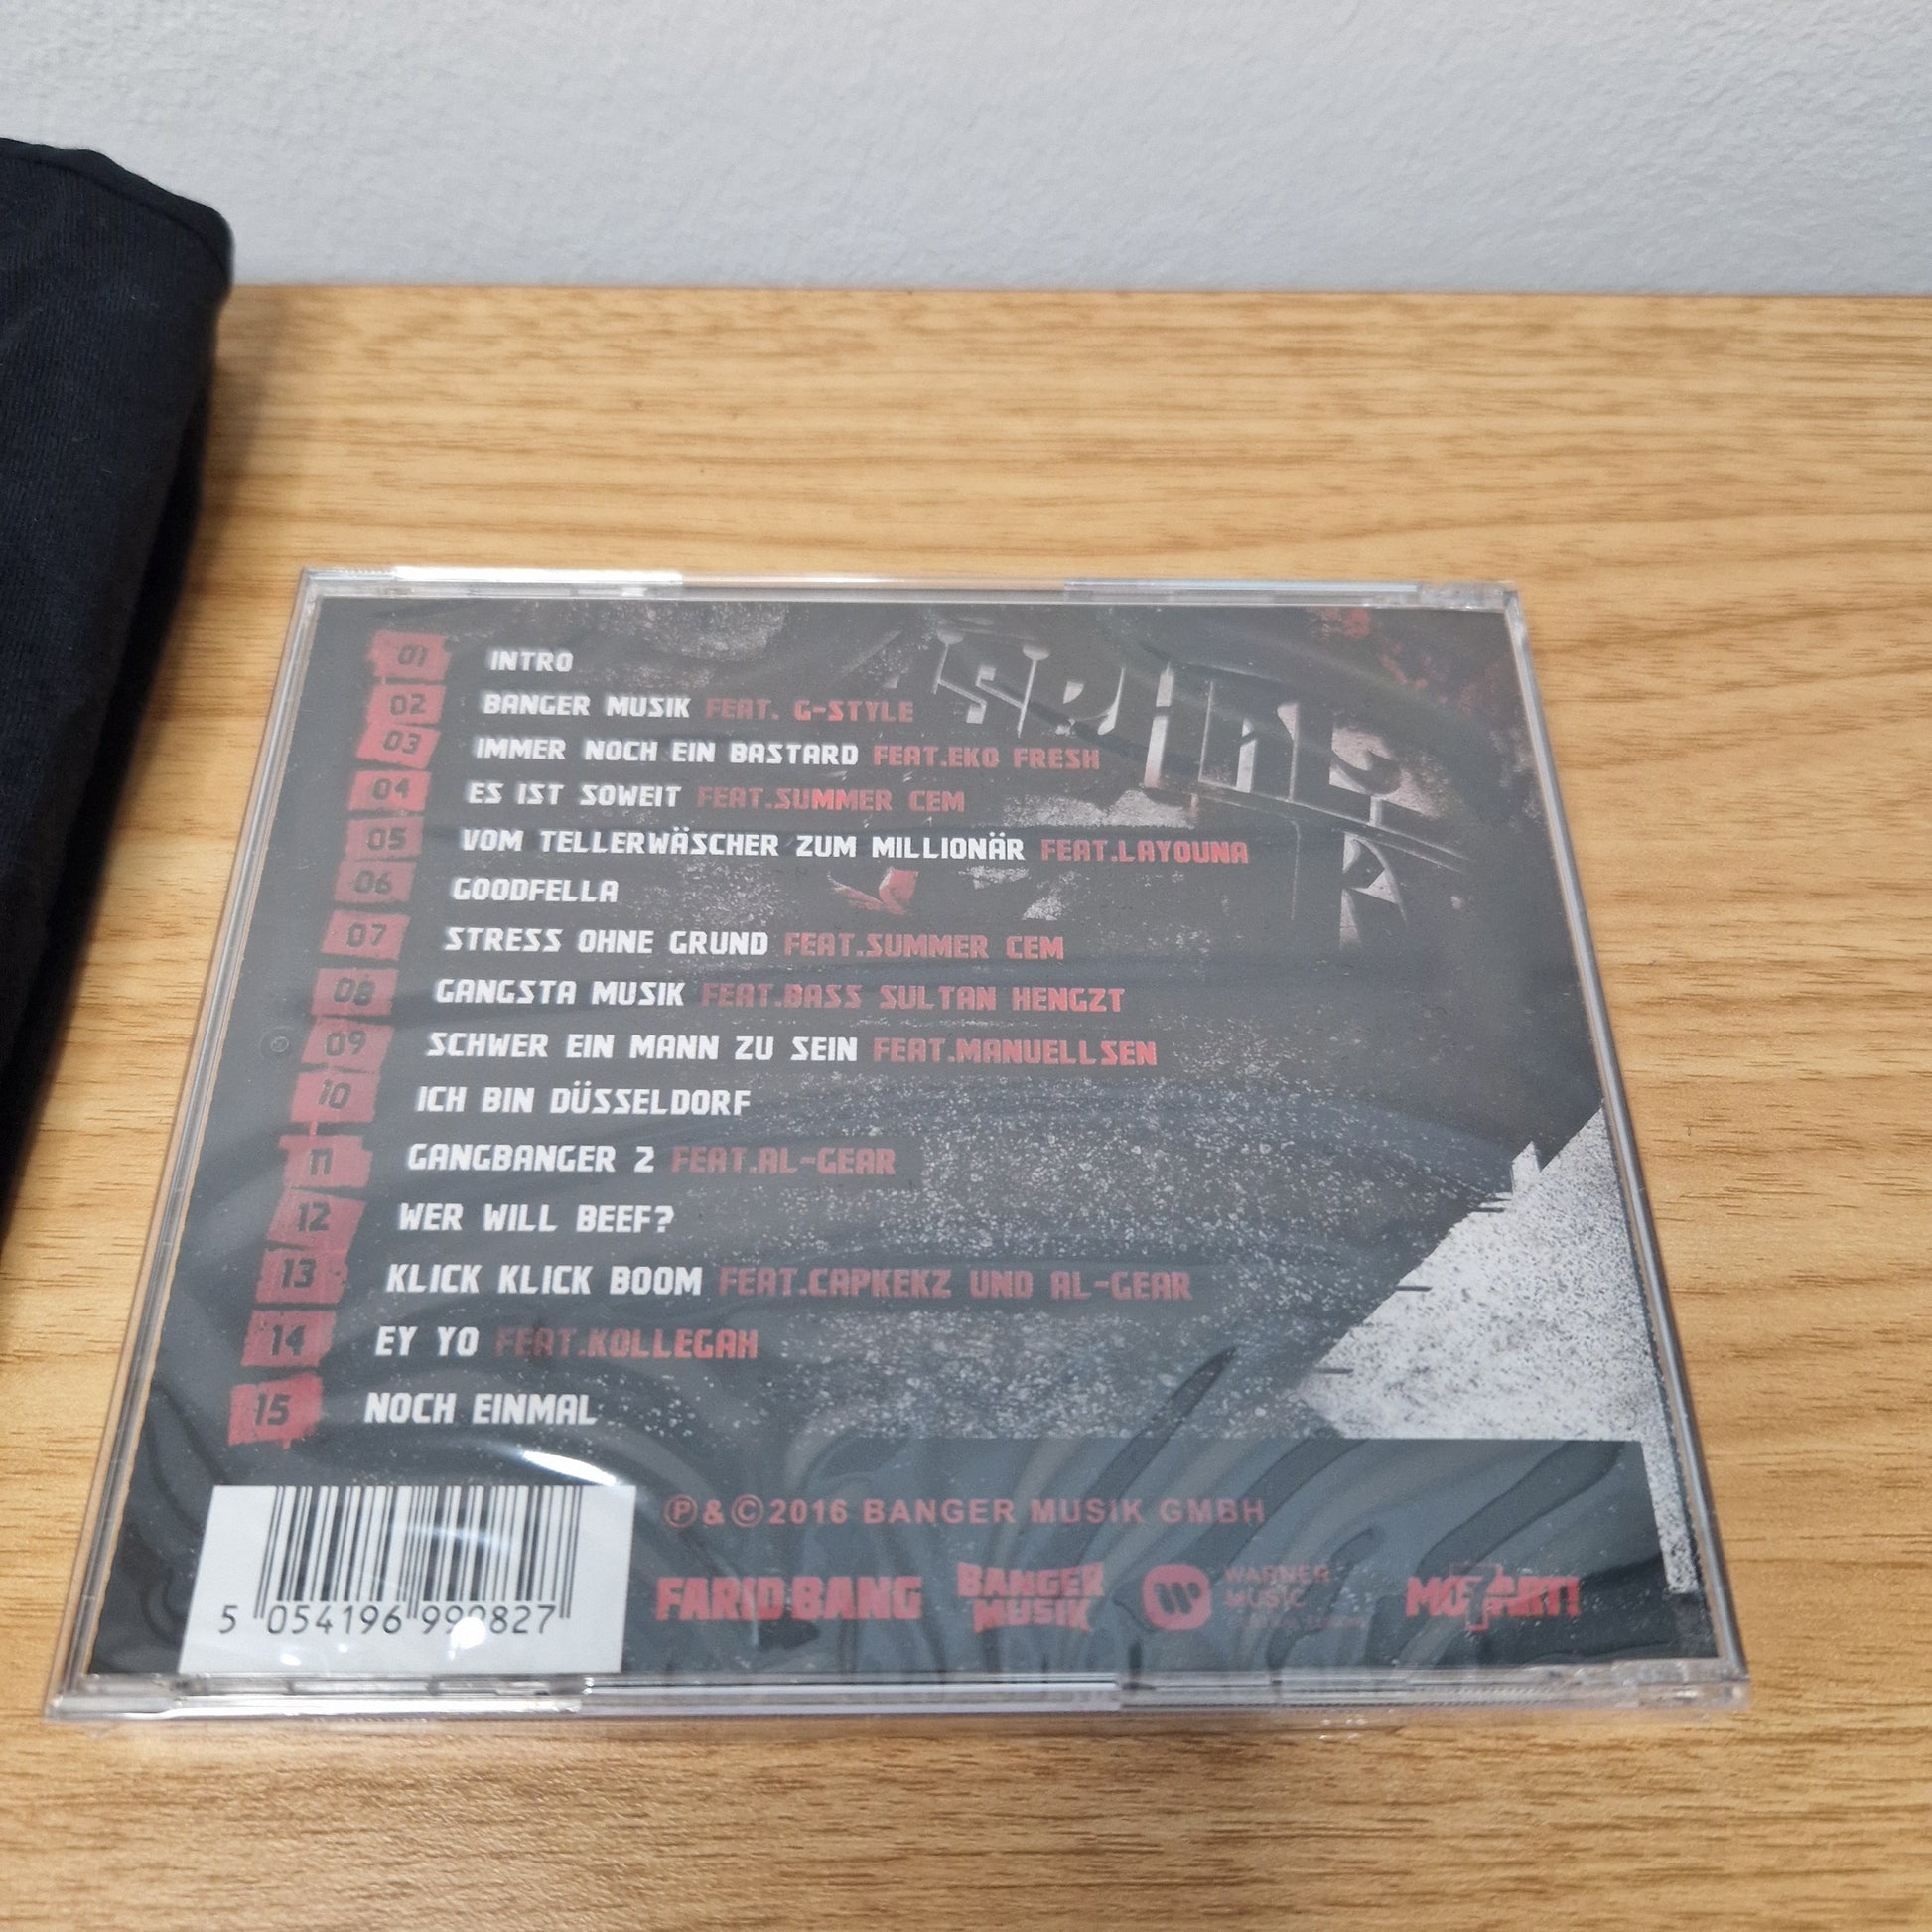 01 INTRO
02 BANGER MUSIK FEAT. G-STYLE
03 IMMER NOCH EIN BASTARD FEAT.EKO FRESH
04 ES IST SOWEIT FEAT.SUMMER CEM
05 VOM TELLERWÄSCHER ZUM MILLIONÄR FEAT.LAYOUNA
06 GOODFELLA
07 STRESS OHNE GRUND FEAT.SUMMER CEM
08 GANGSTA MUSIK FEAT.BASS SULTAN HENGZT
09 SCHWER EIN MANN ZU SEIN FEAT.MANUELLSEN
10 ICH BIN DÜSSELDORF
11 GANGBANGER 2 FEAT.AL-GEAR
12 WER WILL BEEF?
13 KLICK KLICK BOOM FEAT.CAPKEKZ UND AL-GEAR
14 EY YO FEAT.KOLLEGAH
15 NOCH EINMAL
Ⓟ&©2016 BANGER MUSIK GMBH
FARID BANG
BANGER
MUSIK
WARNER
MUSIC
5 054196